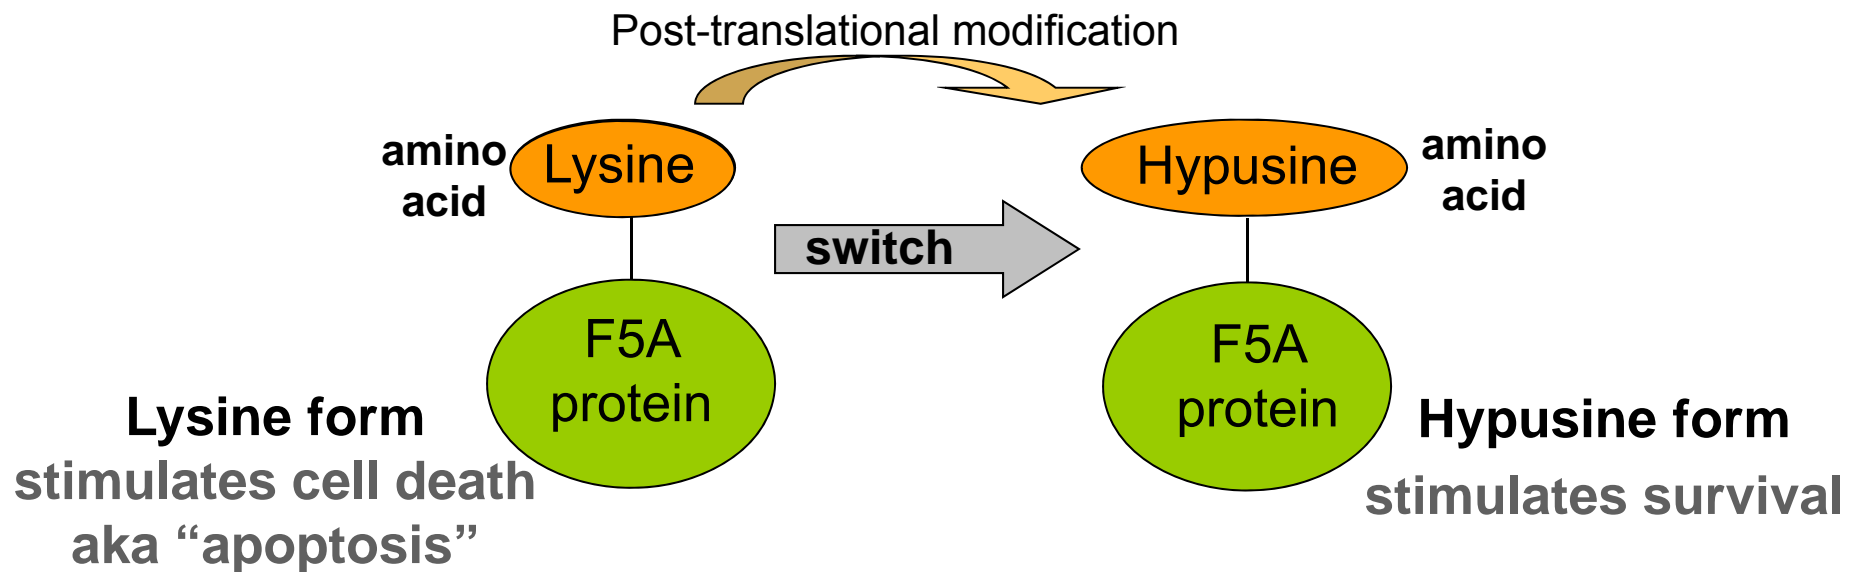 Post-translational modification
amino
acid
Lysine
Hypusine
amino
acid
switch
F5A
protein
F5A
protein
Lysine form
stimulates cell death
aka “apoptosis”
Hypusine form
stimulates survival